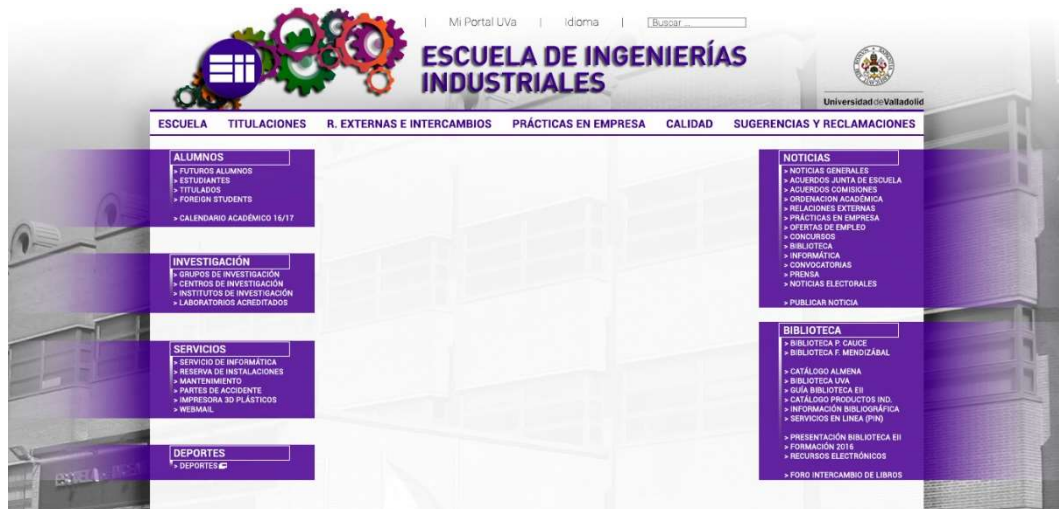 Mi Portal UVa | Idioma | Buscar ...
eii
ESCUELA DE INGENIERÍAS
INDUSTRIALES
Universidad de Valladolid
ESCUELA TITULACIONES R. EXTERNAS E INTERCAMBIOS PRÁCTICAS EN EMPRESA CALIDAD SUGERENCIAS Y RECLAMACIONES
ALUMNOS
> FUTUROS ALUMNOS
> ESTUDIANTES
> TITULADOS
> FOREIGN STUDENTS
> CALENDARIO ACADÉMICO 16/17
INVESTIGACIÓN
> GRUPOS DE INVESTIGACIÓN
> CENTROS DE INVESTIGACIÓN
> INSTITUTOS DE INVESTIGACIÓN
> LABORATORIOS ACREDITADOS
SERVICIOS
> SERVICIO DE INFORMÁTICA
> RESERVA DE INSTALACIONES
> MANTENIMIENTO
> PARTES DE ACCIDENTE
> IMPRESORA 3D PLÁSTICOS
> WEBMAIL
DEPORTES
> DEPORTES
NOTICIAS
> NOTICIAS GENERALES
> ACUERDOS JUNTA DE ESCUELA
> ACUERDOS COMISIONES
> ORDENACION ACADÉMICA
> RELACIONES EXTERNAS
> PRÁCTICAS EN EMPRESA
> OFERTAS DE EMPLEO
> CONCURSOS
> BIBLIOTECA
> INFORMÁTICA
> CONVOCATORIAS
> PRENSA
> NOTICIAS ELECTORALES
> PUBLICAR NOTICIA
BIBLIOTECA
> BIBLIOTECA P. CAUCE
> BIBLIOTECA F. MENDIZÁBAL
> CATÁLOGO ALMENA
> BIBLIOTECA UVA
> GUÍA BIBLIOTECA EII
> CATÁLOGO PRODUCTOS IND.
> INFORMACIÓN BIBLIOGRÁFICA
> SERVICIOS EN LINEA (PIN)
> PRESENTACIÓN BIBLIOTECA EII
> FORMACIÓN 2016
> RECURSOS ELECTRÓNICOS
> FORO INTERCAMBIO DE LIBROS